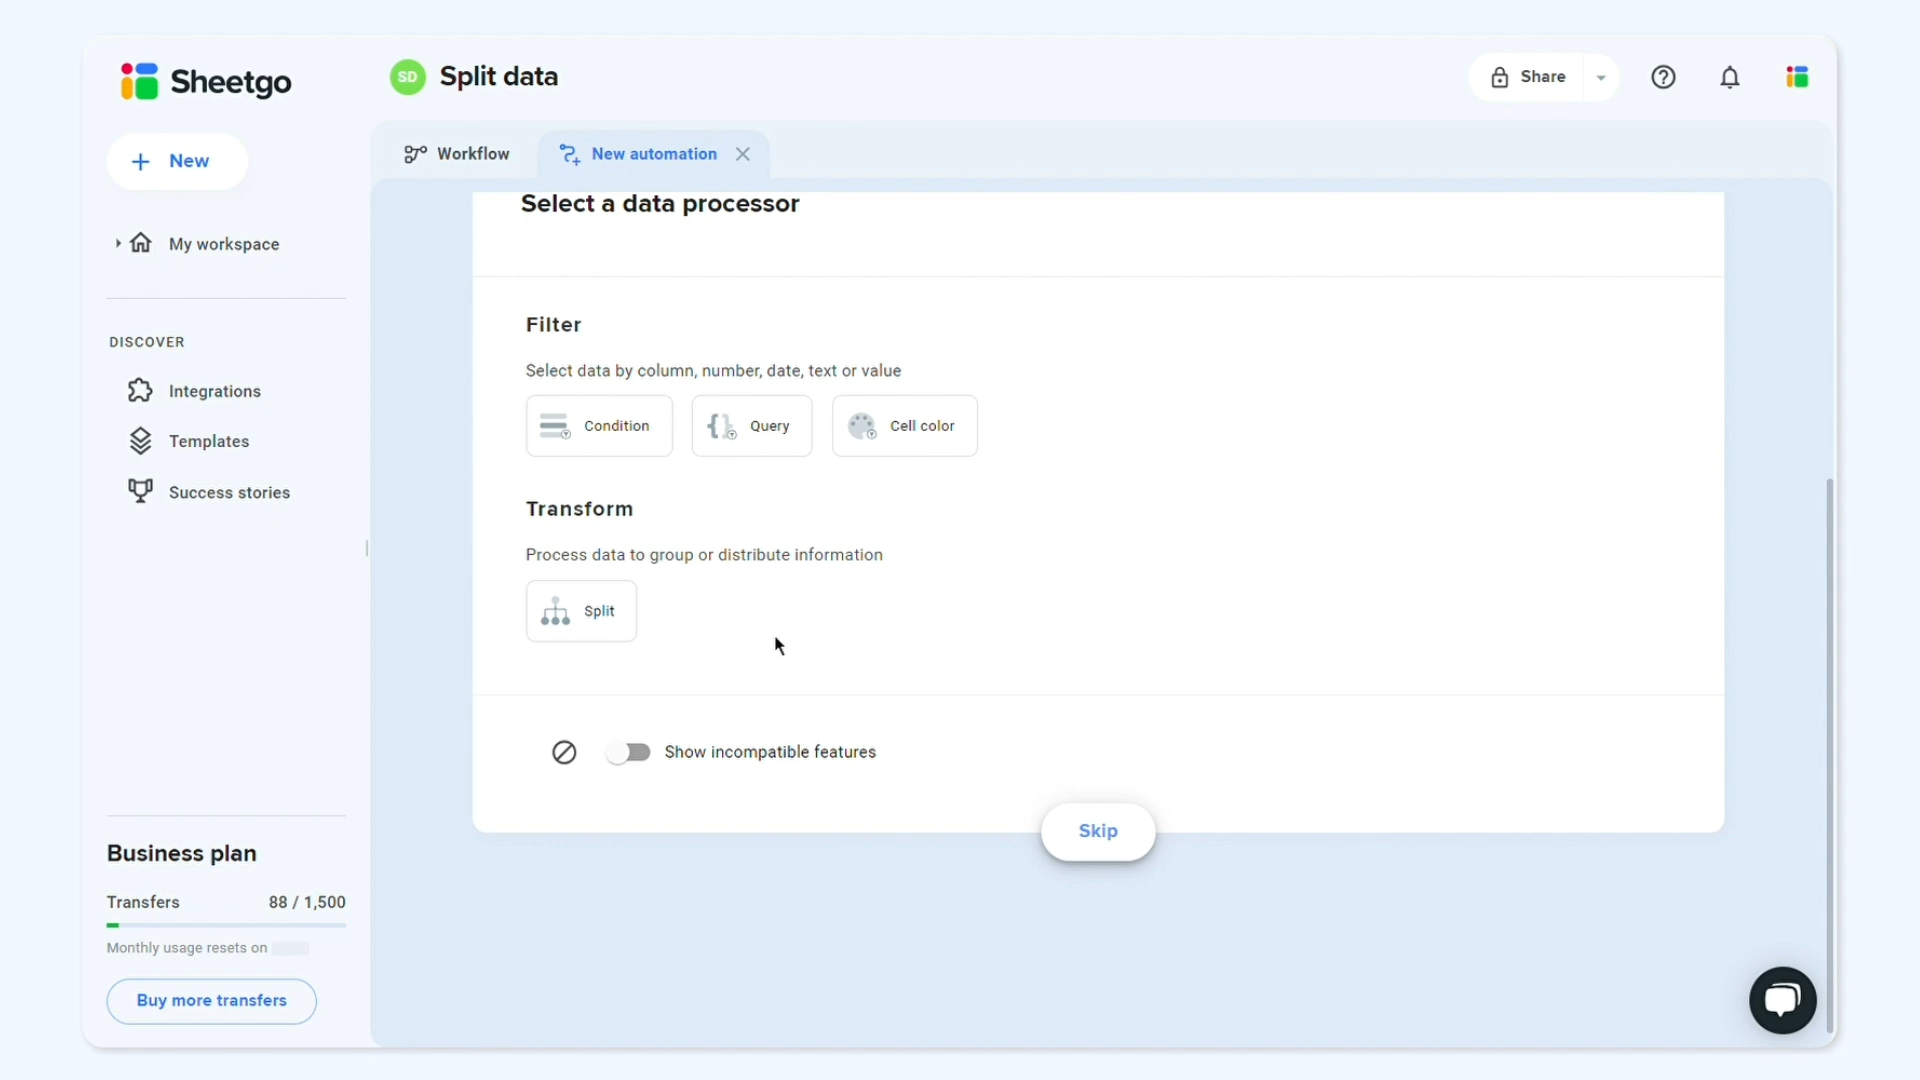 Sheetgo
SD Split data
Share
New
Workflow
New automation
Select a data processor
My workspace
DISCOVER
Integrations
Templates
Success stories
Filter
Select data by column, number, date, text or value
Condition
Query
Cell color
Transform
Process data to group or distribute information
Split
Show incompatible features
Skip
Business plan
Transfers 88 / 1,500
Monthly usage resets on
Buy more transfers